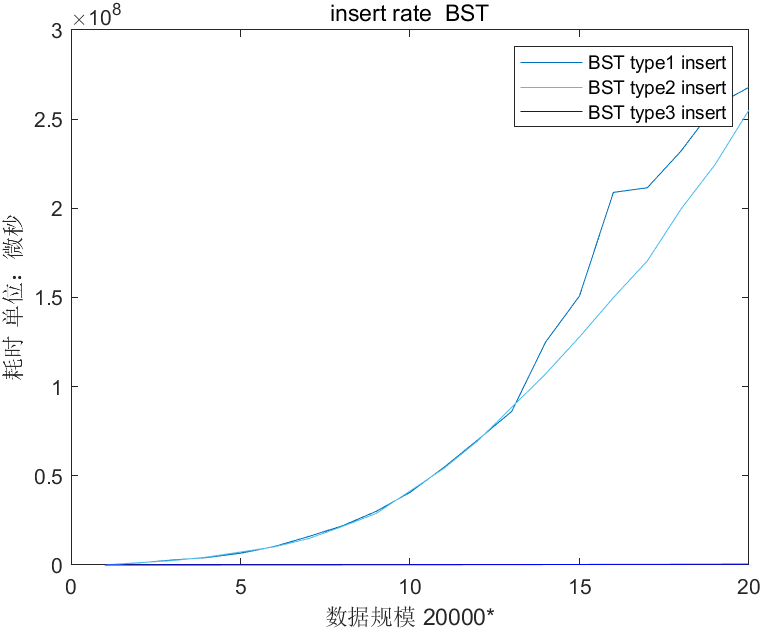 insert rate  BST
×10⁸
3
2.5
2
1.5
1
0.5
0
BST type1 insert
BST type2 insert
BST type3 insert
耗时 单位：微秒
0 5 10 15 20
数据规模 20000*